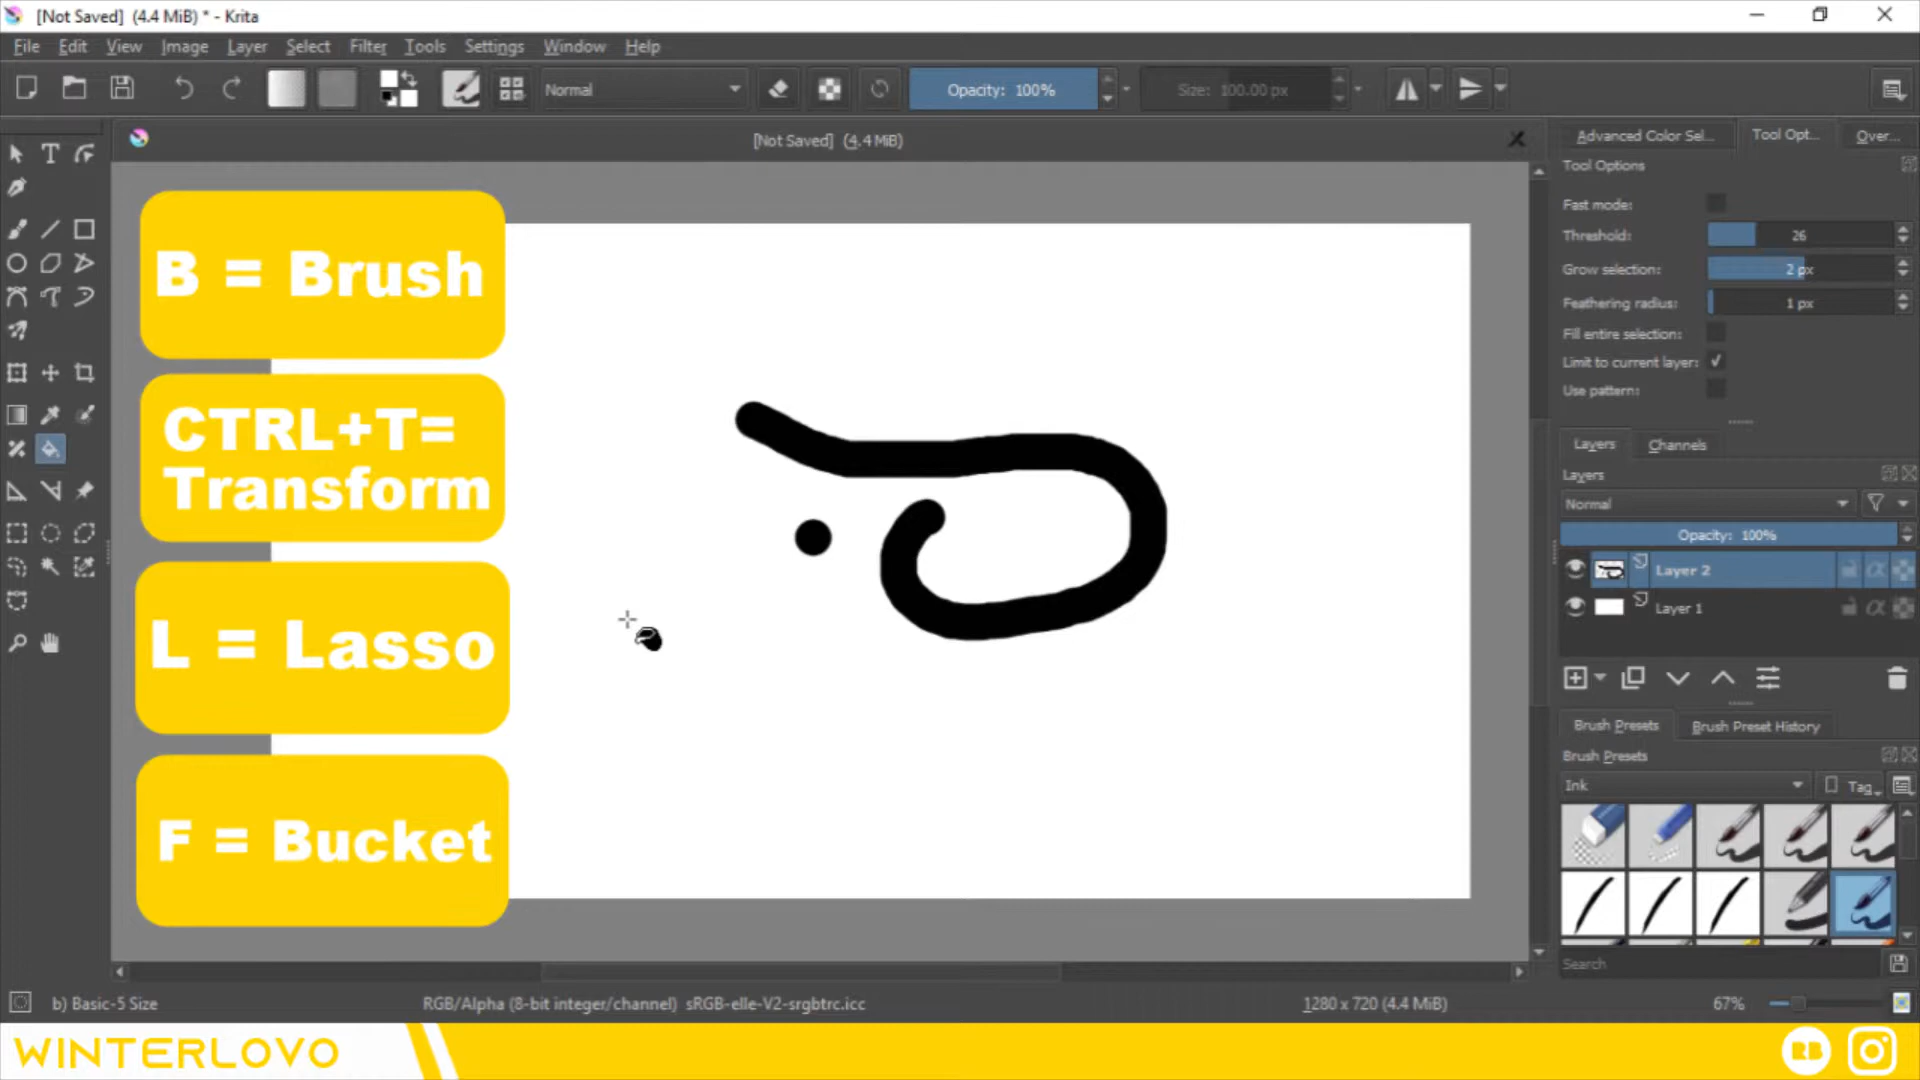 [Not Saved] (4.4 MiB) * - Krita
File Edit View Image Layer Select Filter Tools Settings Window Help
Normal
Opacity: 100%
Size: 100.00 px
[Not Saved] (4.4 MiB)
Advanced Color Sel... Tool Opt... Over...
Tool Options
Fast mode:
Threshold: 26
Grow selection: 2 px
Feathering radius: 1 px
Fill entire selection:
Limit to current layer:
Use pattern:
B = Brush
CTRL+T=
Transform
L = Lasso
F = Bucket
Layers Channels
Layers
Normal
Opacity: 100%
Layer 2
Layer 1
Brush Presets Brush Preset History
Brush Presets
Ink
Tag
Search
b) Basic-5 Size
RGB/Alpha (8-bit integer/channel) sRGB-elle-V2-srgbtrc.icc
1280 x 720 (4.4 MiB)
67%
WINTERLOVO
RB